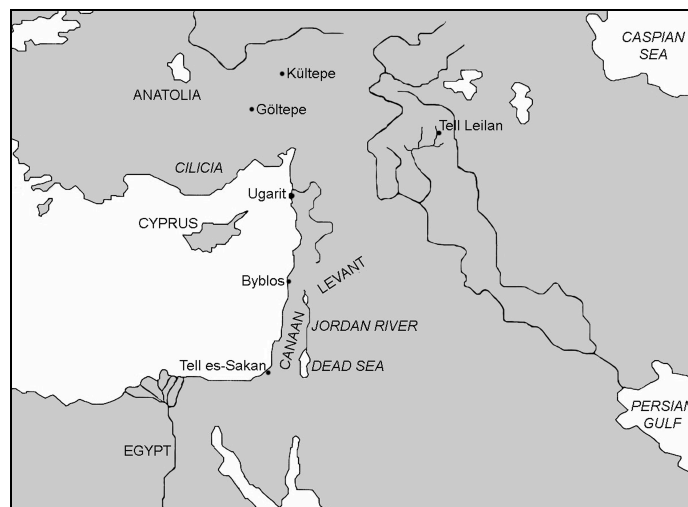 CASPIAN
SEA
Kültepe
ANATOLIA
Göltepe
Tell Leilan
CILICIA
Ugarit
CYPRUS
LEVANT
Byblos
CANAAN
JORDAN RIVER
Tell es-Sakan
DEAD SEA
PERSIAN
GULF
EGYPT